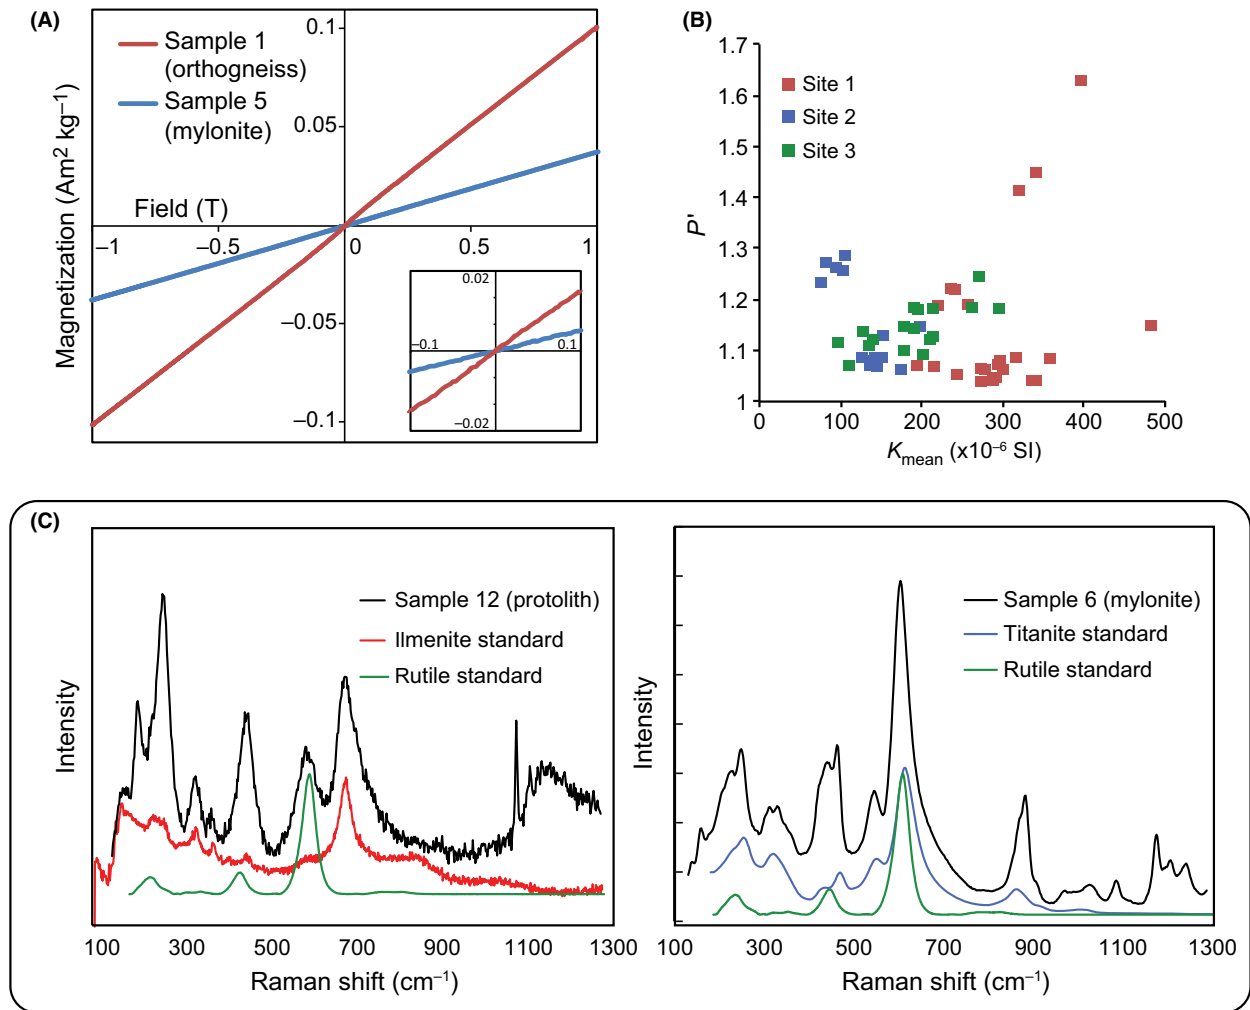 (A)
Sample 1
(orthogneiss)
Sample 5
(mylonite)
Magnetization (Am² kg⁻¹)
Field (T)
0.1
0.05
−1
−0.5
0
0.5
1
−0.05
−0.1
0.02
−0.1
0.1
−0.02
(B)
1.7
1.6
1.5
1.4
1.3
1.2
1.1
1
P'
Site 1
Site 2
Site 3
0
100
200
300
400
500
Kmean (x10⁻⁶ SI)
(C)
Sample 12 (protolith)
Ilmenite standard
Rutile standard
Intensity
100 300 500 700 900 1100 1300
Raman shift (cm⁻¹)
Sample 6 (mylonite)
Titanite standard
Rutile standard
Intensity
100 300 500 700 900 1100 1300
Raman shift (cm⁻¹)